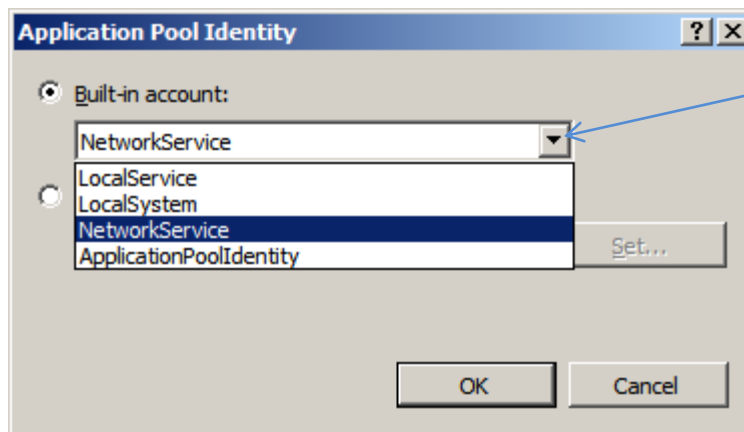 Application Pool Identity
Built-in account:
NetworkService
LocalService
LocalSystem
NetworkService
ApplicationPoolIdentity
Set...
OK Cancel